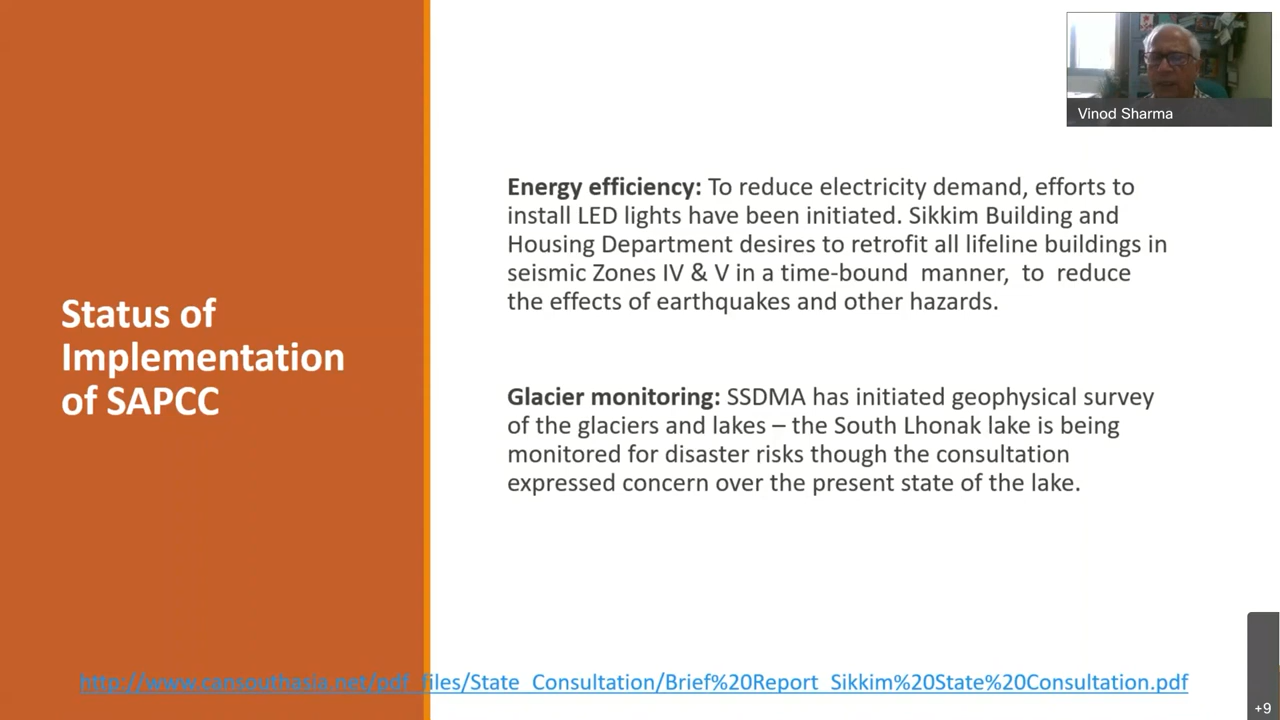 Vinod Sharma
Status of
Implementation
of SAPCC
Energy efficiency: To reduce electricity demand, efforts to
install LED lights have been initiated. Sikkim Building and
Housing Department desires to retrofit all lifeline buildings in
seismic Zones IV & V in a time-bound manner, to reduce
the effects of earthquakes and other hazards.
Glacier monitoring: SSDMA has initiated geophysical survey
of the glaciers and lakes – the South Lhonak lake is being
monitored for disaster risks though the consultation
expressed concern over the present state of the lake.
http://www.cansouthasia.net/pdf_files/State_Consultation/Brief%20Report_Sikkim%20State%20Consultation.pdf
+9